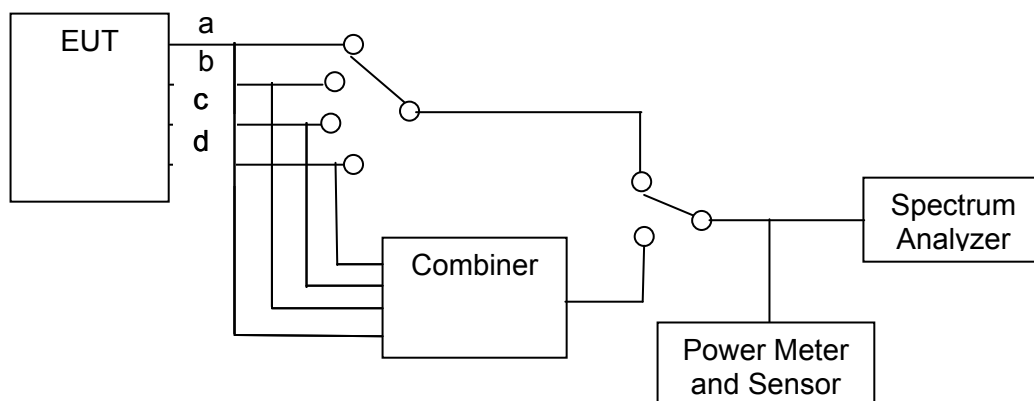 EUT
a
b
c
d
Combiner
Spectrum
Analyzer
Power Meter
and Sensor